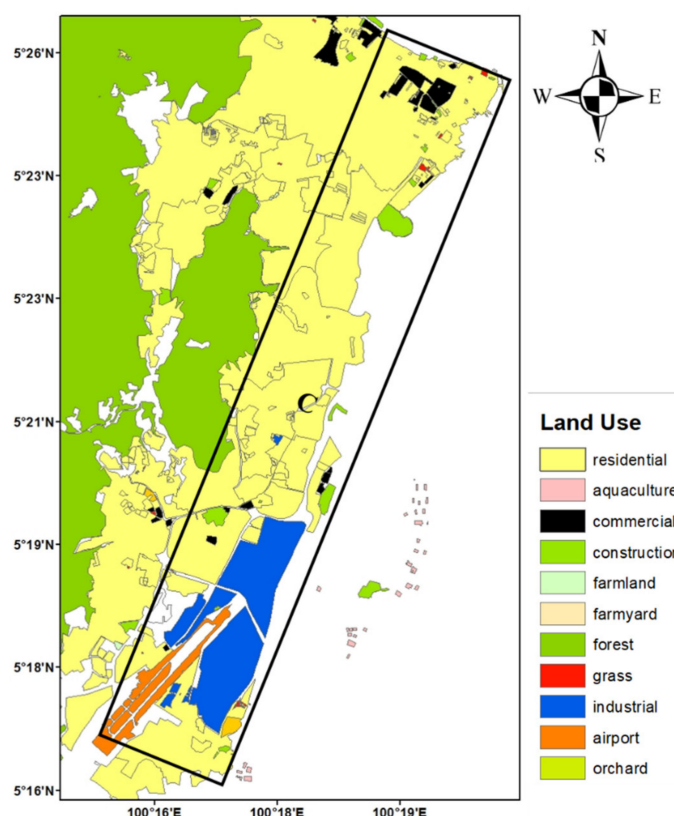 5°26'N
5°23'N
5°23'N
5°21'N
5°19'N
5°18'N
5°16'N
100°16'E 100°18'E 100°19'E
C
N
W E
S
Land Use
residential
aquaculture
commercial
construction
farmland
farmyard
forest
grass
industrial
airport
orchard